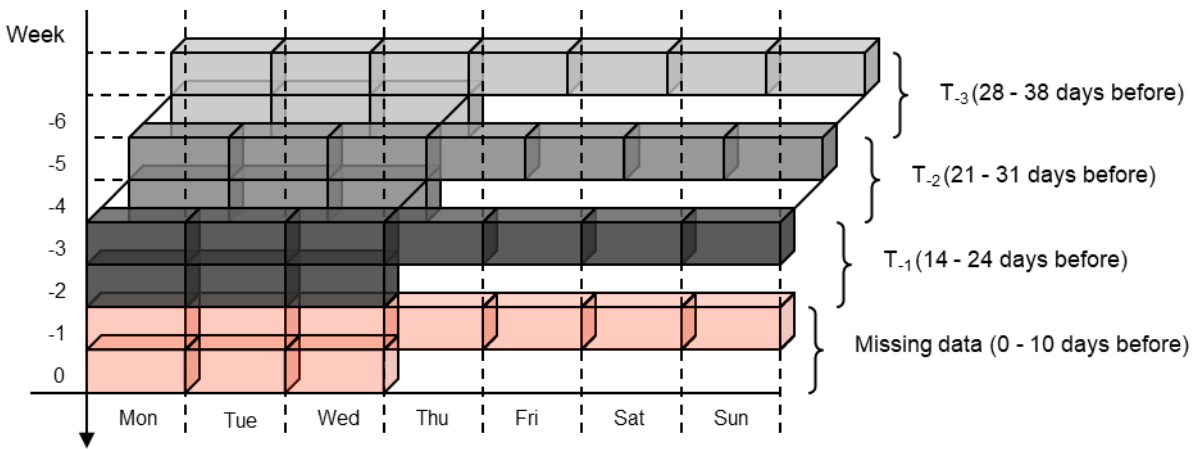 Week
-6
T-3 (28 - 38 days before)
-5
T-2 (21 - 31 days before)
-4
-3
T-1 (14 - 24 days before)
-2
-1
Missing data (0 - 10 days before)
0
Mon Tue Wed Thu Fri Sat Sun